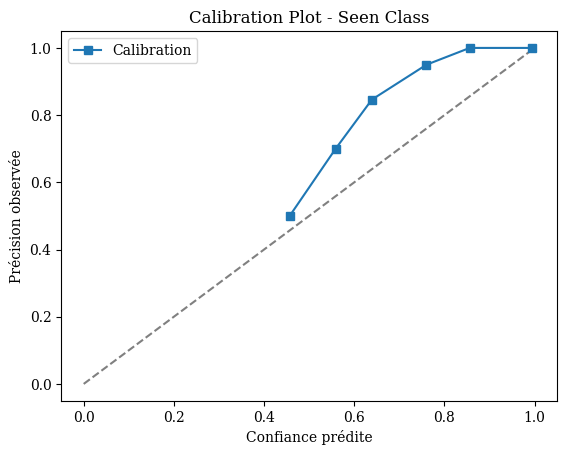 Calibration Plot - Seen Class
Calibration
Précision observée
1.0
0.8
0.6
0.4
0.2
0.0
0.0 0.2 0.4 0.6 0.8 1.0
Confiance prédite